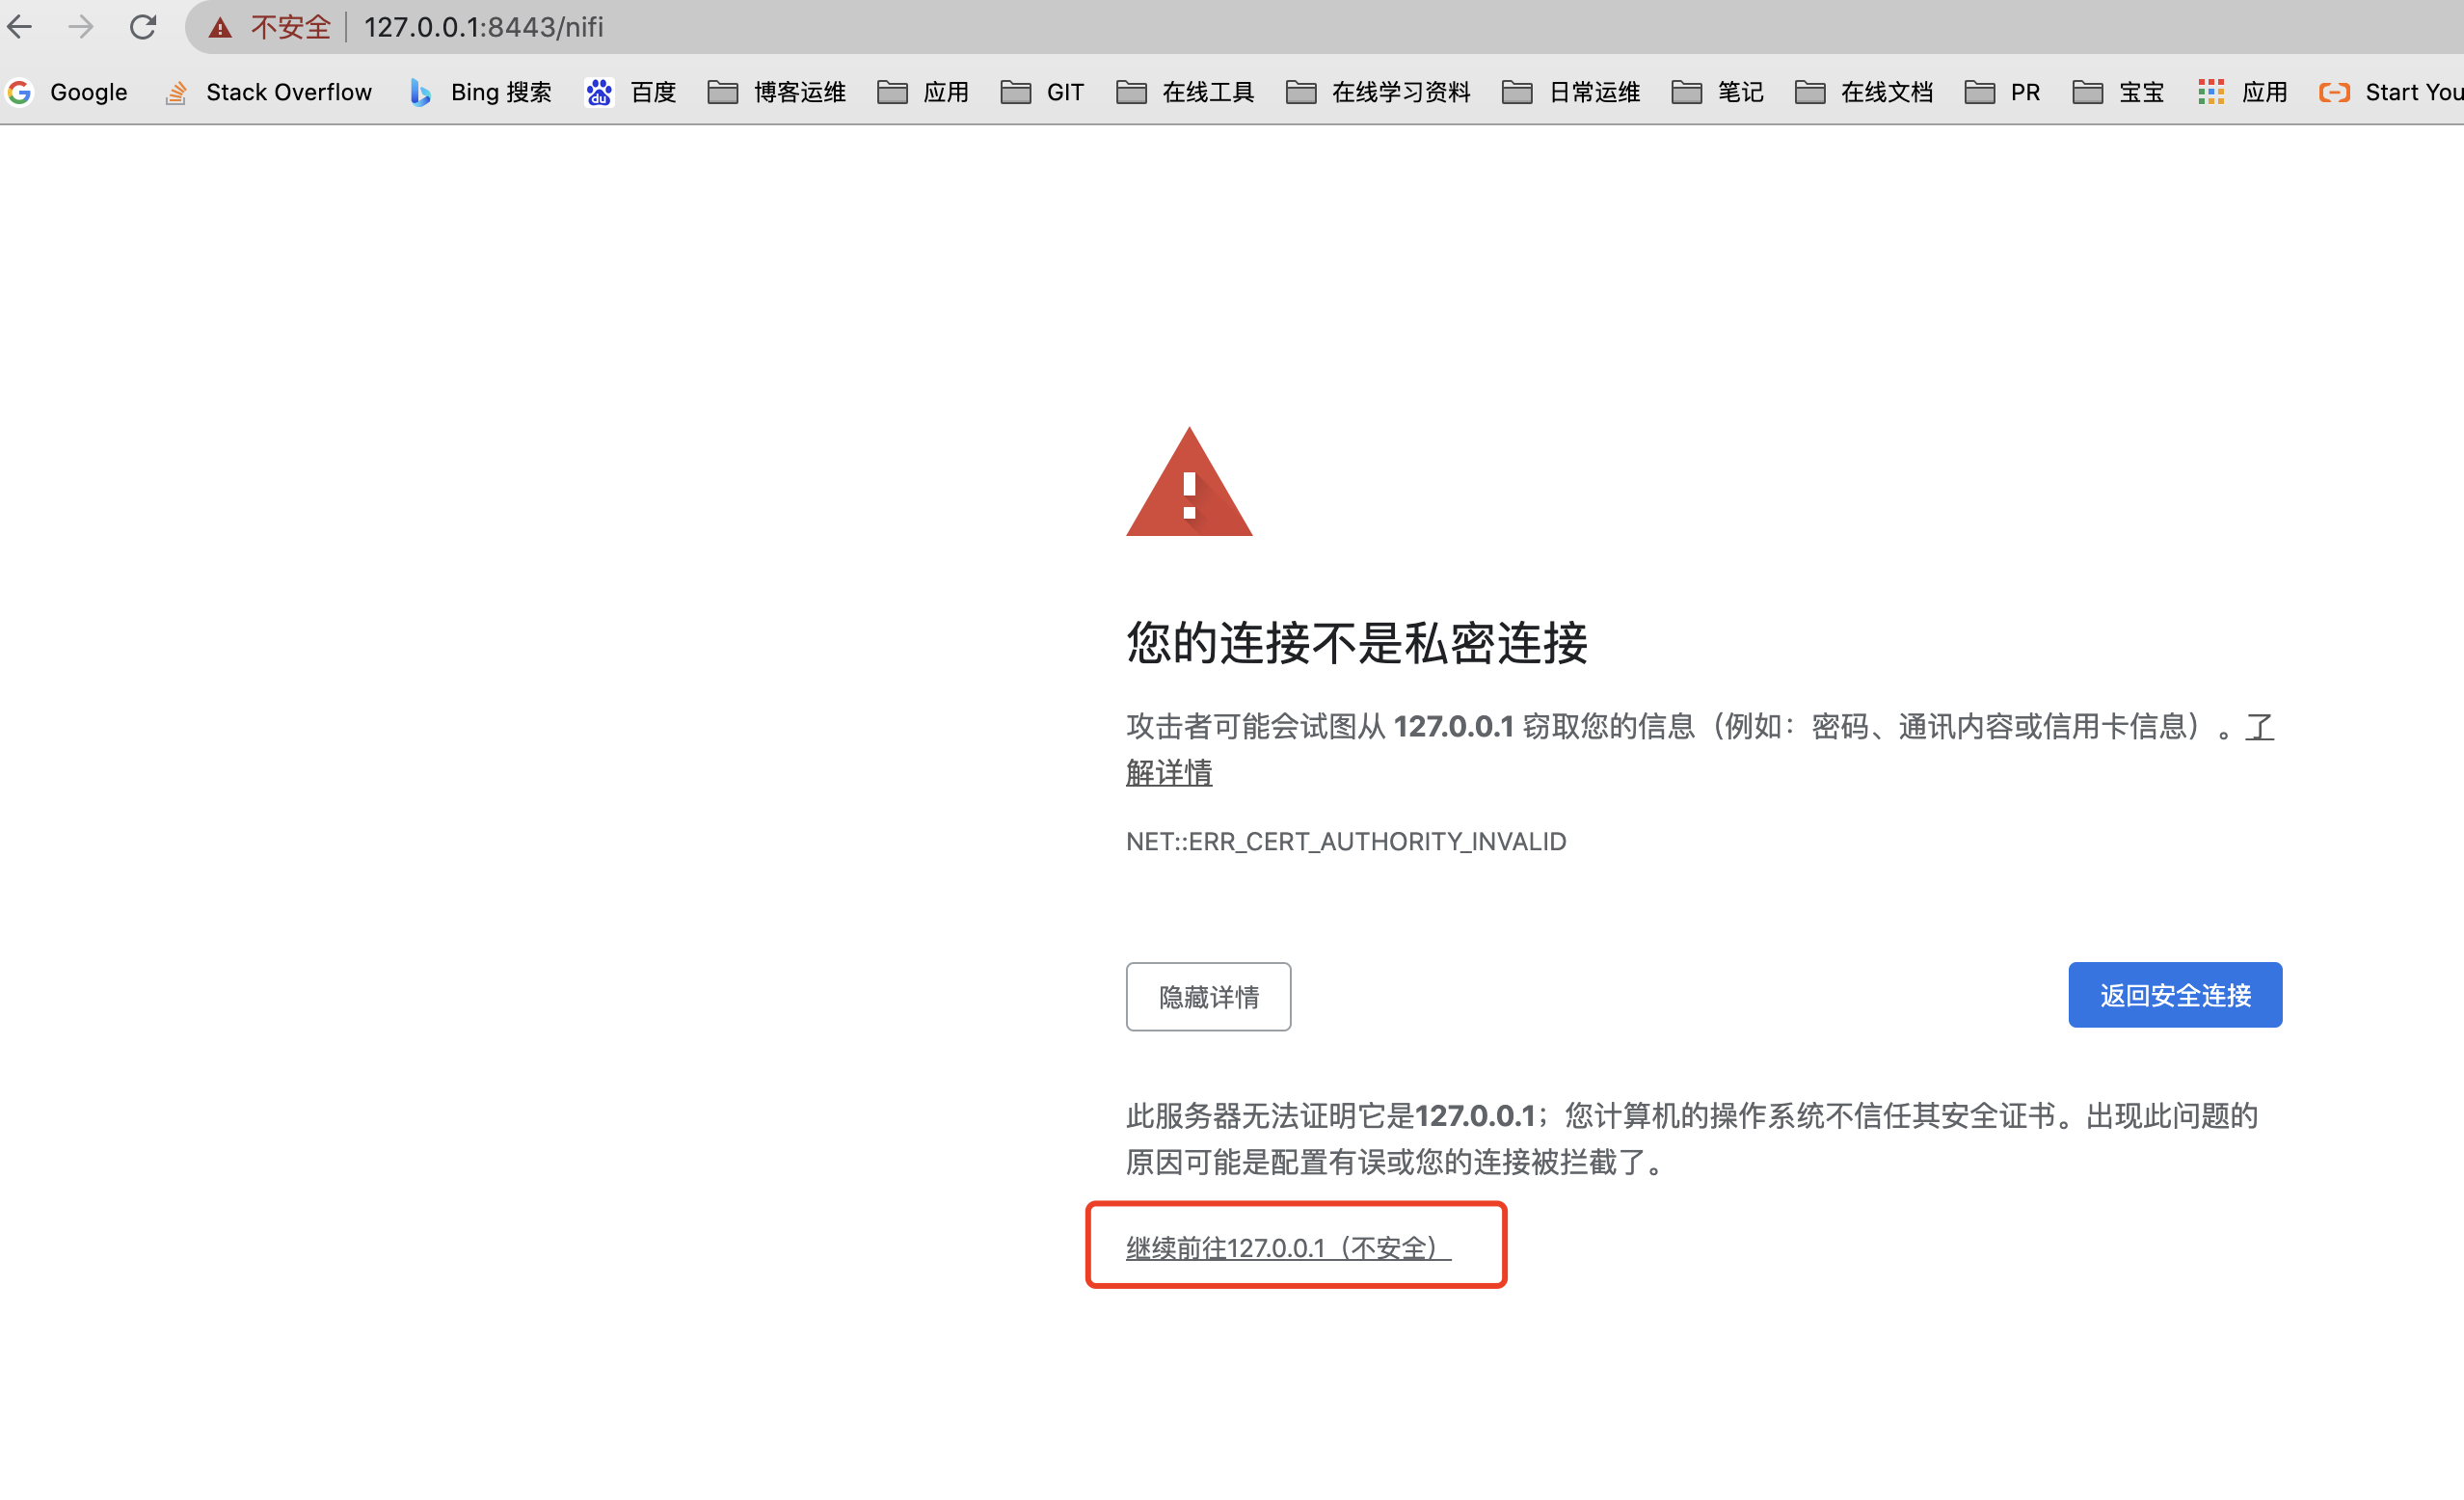 不安全 127.0.0.1:8443/nifi
Google Stack Overflow Bing 搜索 du 百度 博客运维 应用 GIT 在线工具 在线学习资料 日常运维 笔记 在线文档 PR 宝宝 应用 Start You
您的连接不是私密连接
攻击者可能会试图从 127.0.0.1 窃取您的信息（例如：密码、通讯内容或信用卡信息）。了
解详情
NET::ERR_CERT_AUTHORITY_INVALID
隐藏详情 返回安全连接
此服务器无法证明它是127.0.0.1；您计算机的操作系统不信任其安全证书。出现此问题的
原因可能是配置有误或您的连接被拦截了。
继续前往127.0.0.1（不安全）